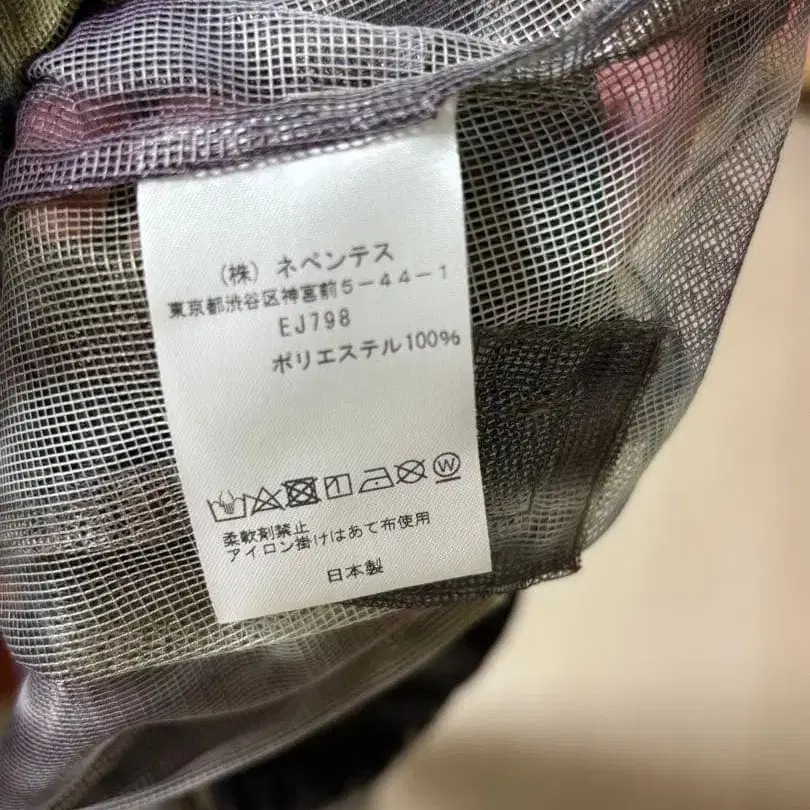 (株) ネペンテス
東京都渋谷区神宮前5-44-1
EJ798
ポリエステル100%
W
柔軟剤禁止
アイロン掛けはあて布使用
日本製